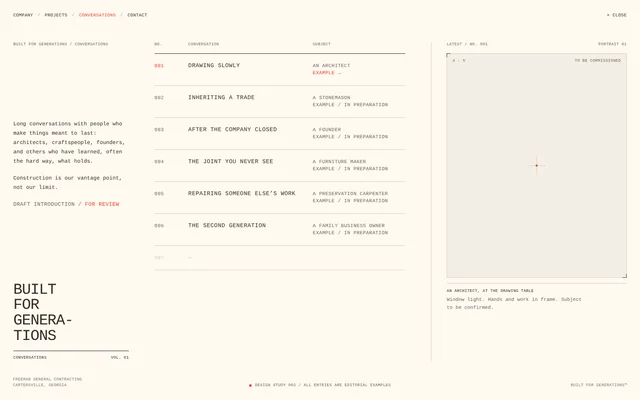 COMPANY / PROJECTS / CONVERSATIONS / CONTACT
× CLOSE
BUILT FOR GENERATIONS / CONVERSATIONS
Long conversations with people who
make things meant to last:
architects, craftspeople, founders,
and others who have learned, often
the hard way, what holds.
Construction is our vantage point,
not our limit.
DRAFT INTRODUCTION / FOR REVIEW
BUILT
FOR
GENERA-
TIONS
CONVERSATIONS VOL. 01
FREEMAN GENERAL CONTRACTING
CARTERSVILLE, GEORGIA
NO. CONVERSATION SUBJECT
001 DRAWING SLOWLY AN ARCHITECT
EXAMPLE →
002 INHERITING A TRADE A STONEMASON
EXAMPLE / IN PREPARATION
003 AFTER THE COMPANY CLOSED A FOUNDER
EXAMPLE / IN PREPARATION
004 THE JOINT YOU NEVER SEE A FURNITURE MAKER
EXAMPLE / IN PREPARATION
005 REPAIRING SOMEONE ELSE’S WORK A PRESERVATION CARPENTER
EXAMPLE / IN PREPARATION
006 THE SECOND GENERATION A FAMILY BUSINESS OWNER
EXAMPLE / IN PREPARATION
007 —
LATEST / NO. 001 PORTRAIT 01
4 : 5 TO BE COMMISSIONED
AN ARCHITECT, AT THE DRAWING TABLE
Window light. Hands and work in frame. Subject
to be confirmed.
ALL ENTRIES ARE EDITORIAL EXAMPLES
BUILT FOR GENERATIONS™